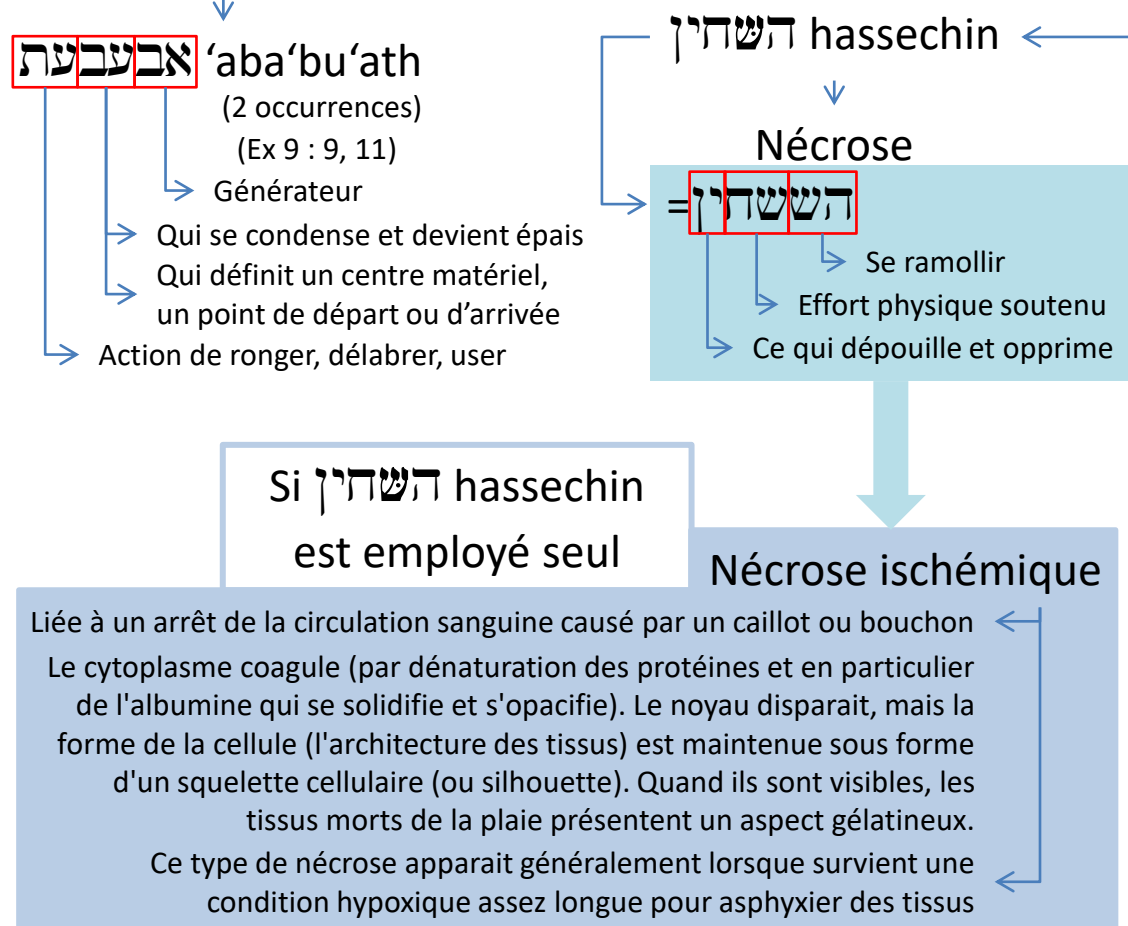 אבעבעת ‘aba‘bu‘ath
(2 occurrences)
(Ex 9 : 9, 11)
Générateur
Qui se condense et devient épais
Qui définit un centre matériel,
un point de départ ou d’arrivée
Action de ronger, délabrer, user
השּׁחין hassechin
Nécrose
=הששחין
Se ramollir
Effort physique soutenu
Ce qui dépouille et opprime
Si השּׁחין hassechin
est employé seul
Nécrose ischémique
Liée à un arrêt de la circulation sanguine causé par un caillot ou bouchon
Le cytoplasme coagule (par dénaturation des protéines et en particulier
de l'albumine qui se solidifie et s'opacifie). Le noyau disparait, mais la
forme de la cellule (l'architecture des tissus) est maintenue sous forme
d'un squelette cellulaire (ou silhouette). Quand ils sont visibles, les
tissus morts de la plaie présentent un aspect gélatineux.
Ce type de nécrose apparait généralement lorsque survient une
condition hypoxique assez longue pour asphyxier des tissus